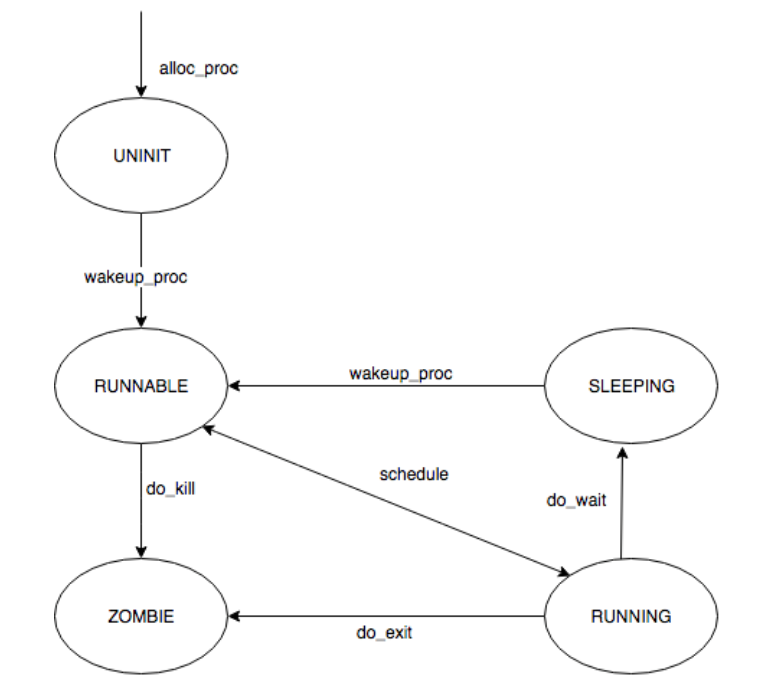 alloc_proc
UNINIT
wakeup_proc
RUNNABLE
wakeup_proc
SLEEPING
do_kill
schedule
do_wait
ZOMBIE
do_exit
RUNNING